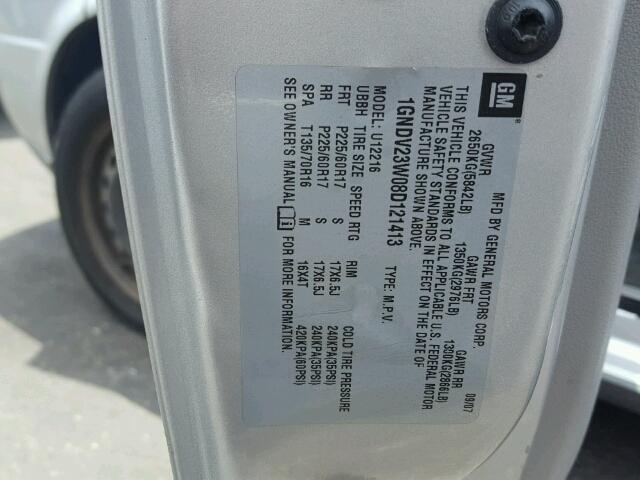 GM
MFD BY GENERAL MOTORS CORP. 09/07
GVWR GAWR FRT GAWR RR
2650KG(5842LB) 1350KG(2976LB) 1300KG(2866LB)
THIS VEHICLE CONFORMS TO ALL APPLICABLE U.S. FEDERAL MOTOR
VEHICLE SAFETY STANDARDS IN EFFECT ON THE DATE OF
MANUFACTURE SHOWN ABOVE.
1GNDV23W08D121413 TYPE: M.P.V.
MODEL: U12216
UBBH TIRE SIZE SPEED RTG RIM COLD TIRE PRESSURE
FRT P225/60R17 S 17X6.5J 240KPA(35PSI)
RR P225/60R17 S 17X6.5J 240KPA(35PSI)
SPA T135/70R16 M 16X4T 420KPA(60PSI)
SEE OWNER'S MANUAL FOR MORE INFORMATION.